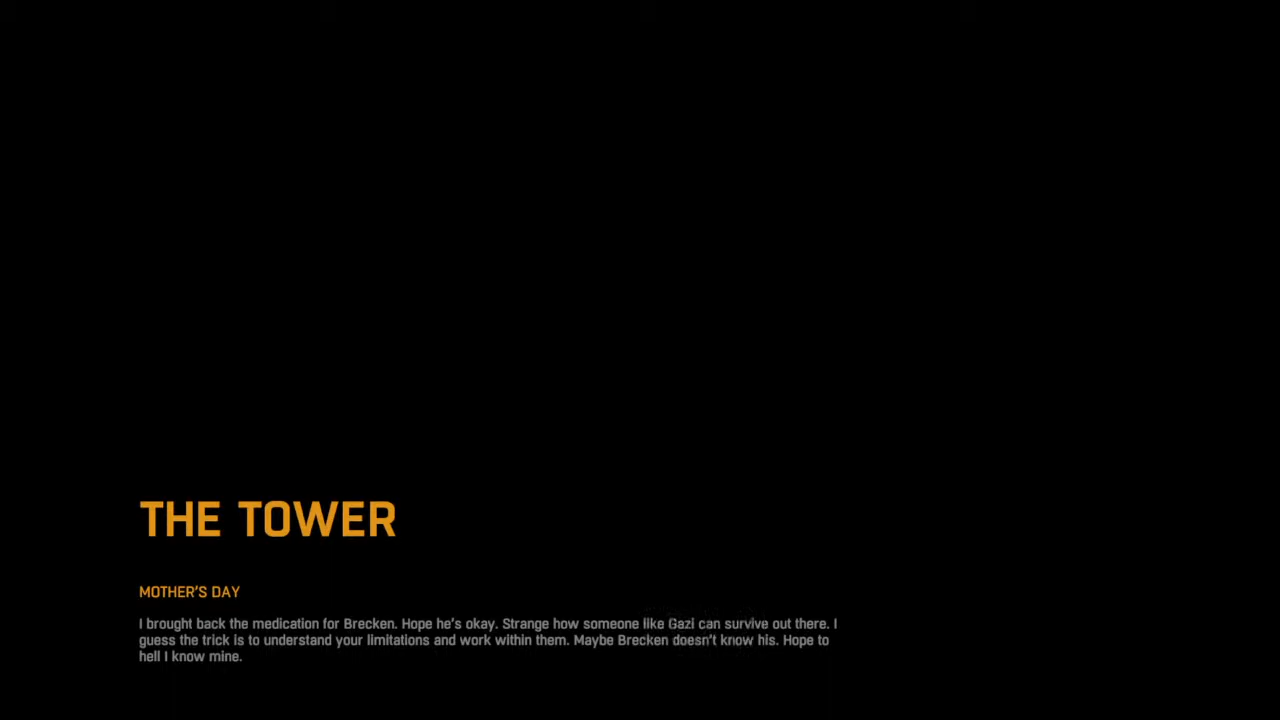 THE TOWER
MOTHER'S DAY
I brought back the medication for Brecken. Hope he's okay. Strange how someone like Gazi can survive out there. I
guess the trick is to understand your limitations and work within them. Maybe Brecken doesn't know his. Hope to
hell I know mine.